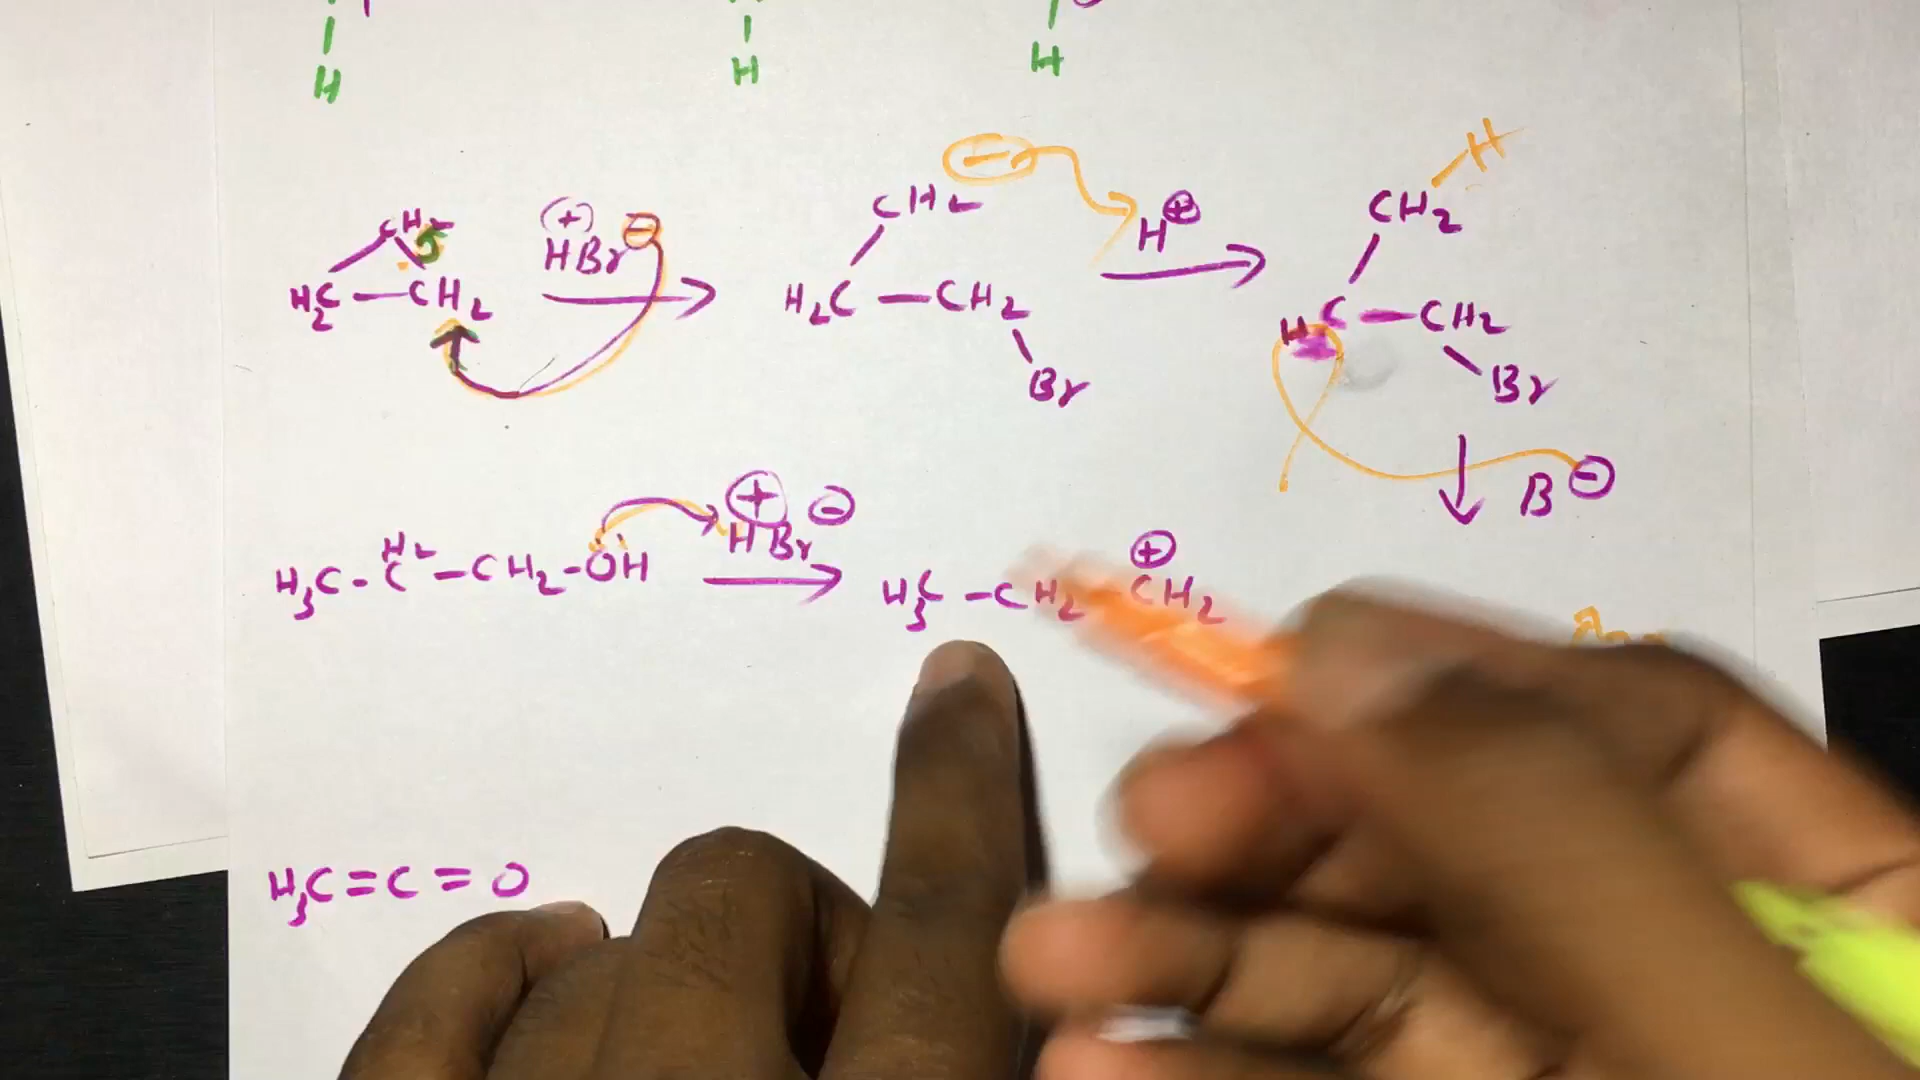 H H H
CH2 ⊕ HBr ⊖ CH2 ⊖ H⊕ CH2 H
H2C — CH2 → H2C — CH2 → HC — CH2
Br Br
B ⊖
H3C - CH2 - CH2 - OH HBr ⊕ ⊖ → H3C - CH2 - CH2 ⊕
H3C = C = O